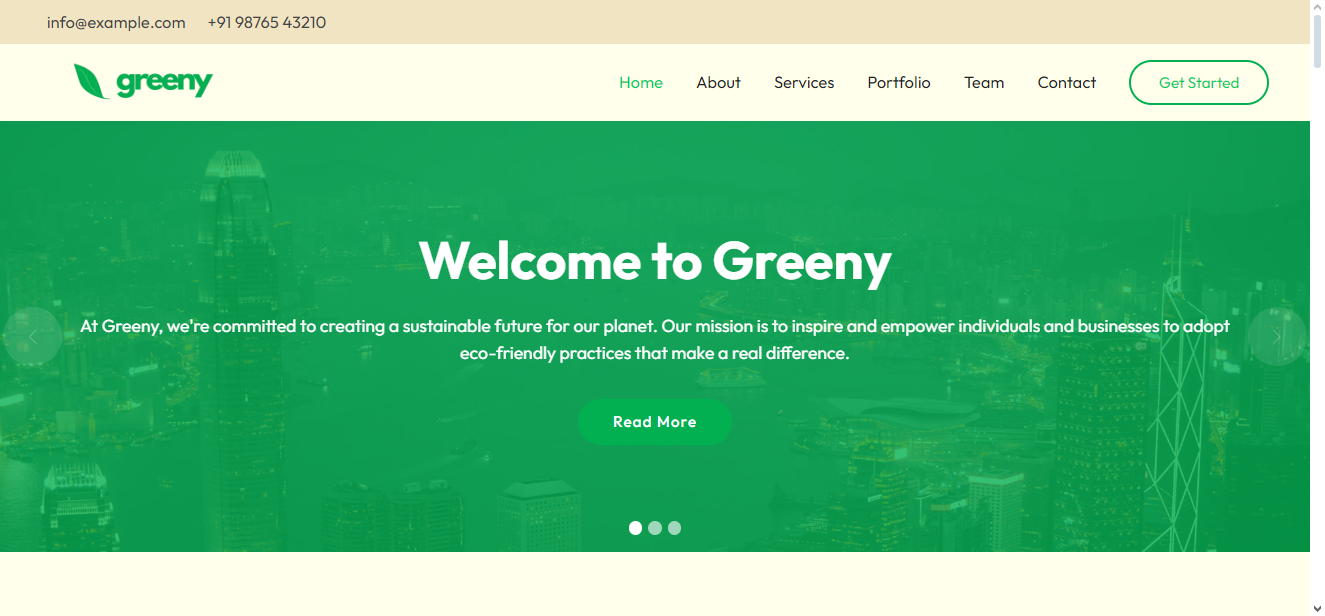 info@example.com +91 98765 43210
greeny
Home About Services Portfolio Team Contact Get Started
Welcome to Greeny
At Greeny, we're committed to creating a sustainable future for our planet. Our mission is to inspire and empower individuals and businesses to adopt
eco-friendly practices that make a real difference.
Read More